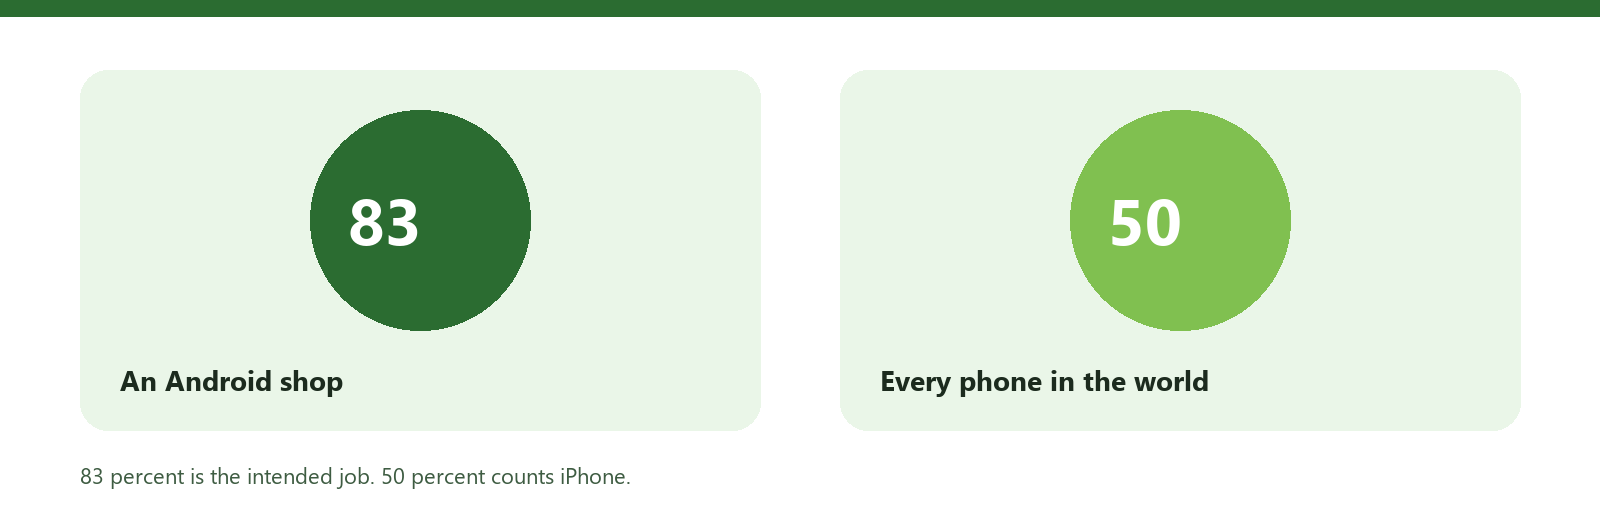 83
50
An Android shop
Every phone in the world
83 percent is the intended job. 50 percent counts iPhone.